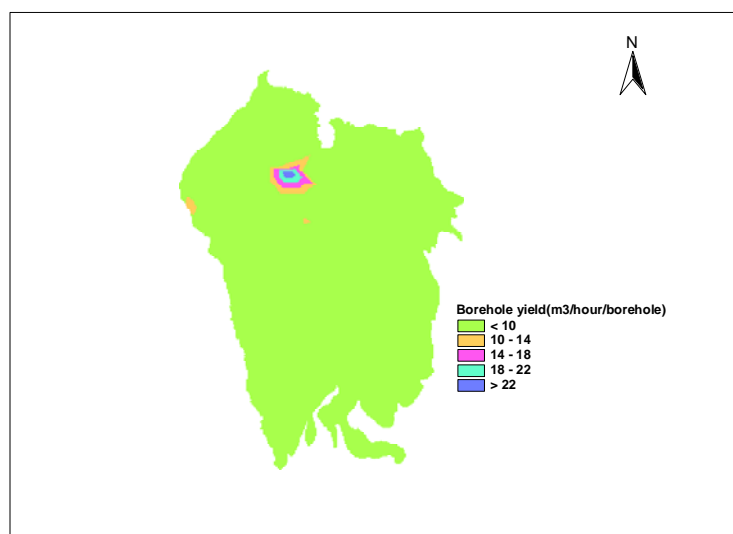 N
Borehole yield(m3/hour/borehole)
< 10
10 - 14
14 - 18
18 - 22
> 22